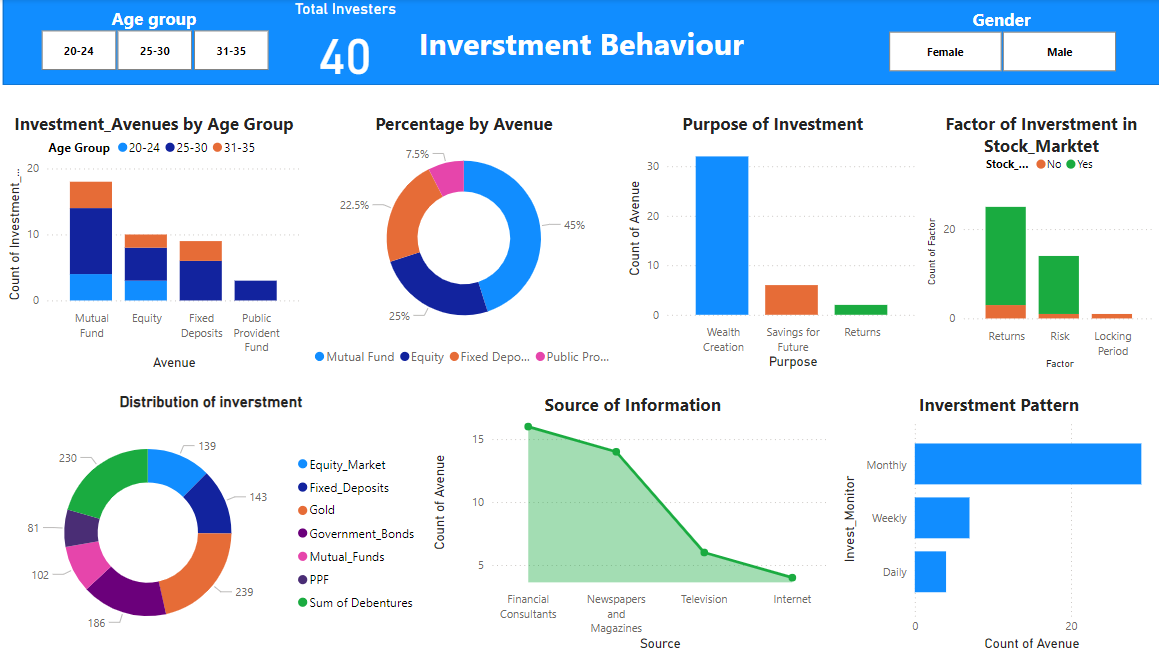 Age group
20-24
25-30
31-35
Total Investers
40
Inverstment Behaviour
Gender
Female
Male
Investment_Avenues by Age Group
Age Group
20-24
25-30
31-35
Count of Investment_...
20
10
0
Mutual
Fund
Equity
Fixed
Deposits
Public
Provident
Fund
Avenue
Percentage by Avenue
7.5%
22.5%
45%
25%
Mutual Fund
Equity
Fixed Depo...
Public Pro...
Purpose of Investment
Count of Avenue
30
20
10
0
Wealth
Creation
Savings for
Future
Returns
Purpose
Factor of Inverstment in
Stock_Marktet
Stock_...
No
Yes
Count of Factor
20
0
Returns
Risk
Locking
Period
Factor
Distribution of inverstment
230
139
143
81
102
239
186
Equity_Market
Fixed_Deposits
Gold
Government_Bonds
Mutual_Funds
PPF
Sum of Debentures
Source of Information
Count of Avenue
15
10
5
Financial
Consultants
Newspapers
and
Magazines
Television
Internet
Source
Inverstment Pattern
Invest_Monitor
Monthly
Weekly
Daily
0
20
Count of Avenue